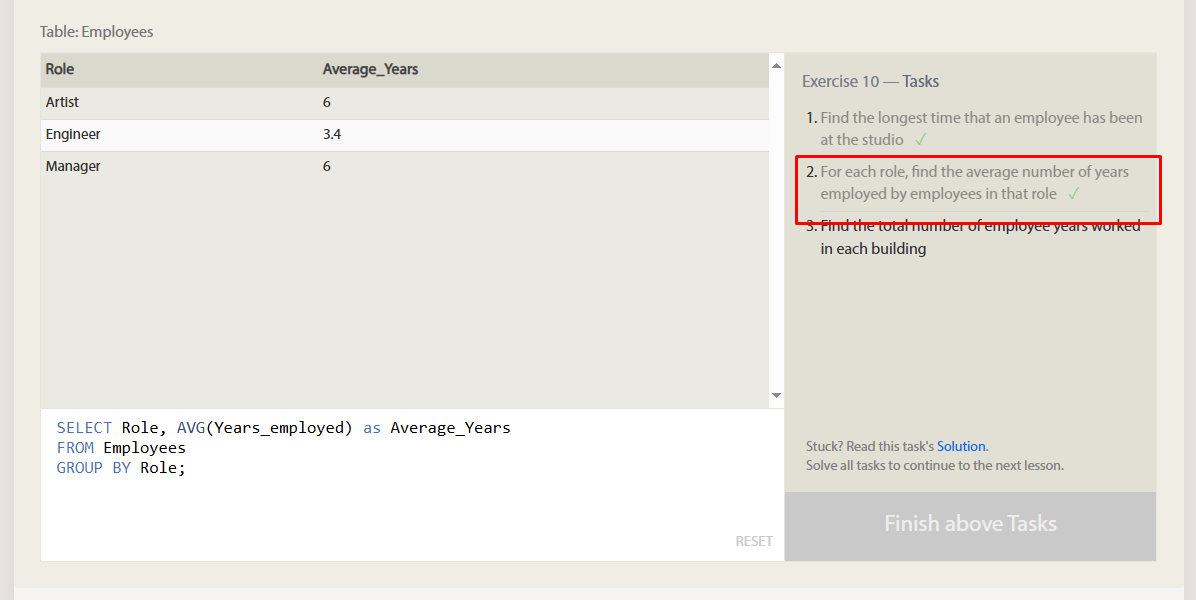 Table: Employees
Role Average_Years
Artist 6
Engineer 3.4
Manager 6
SELECT Role, AVG(Years_employed) as Average_Years
FROM Employees
GROUP BY Role;
RESET
Exercise 10 — Tasks
1. Find the longest time that an employee has been
at the studio ✓
2. For each role, find the average number of years
employed by employees in that role ✓
3. Find the total number of employee years worked
in each building
Stuck? Read this task's Solution.
Solve all tasks to continue to the next lesson.
Finish above Tasks